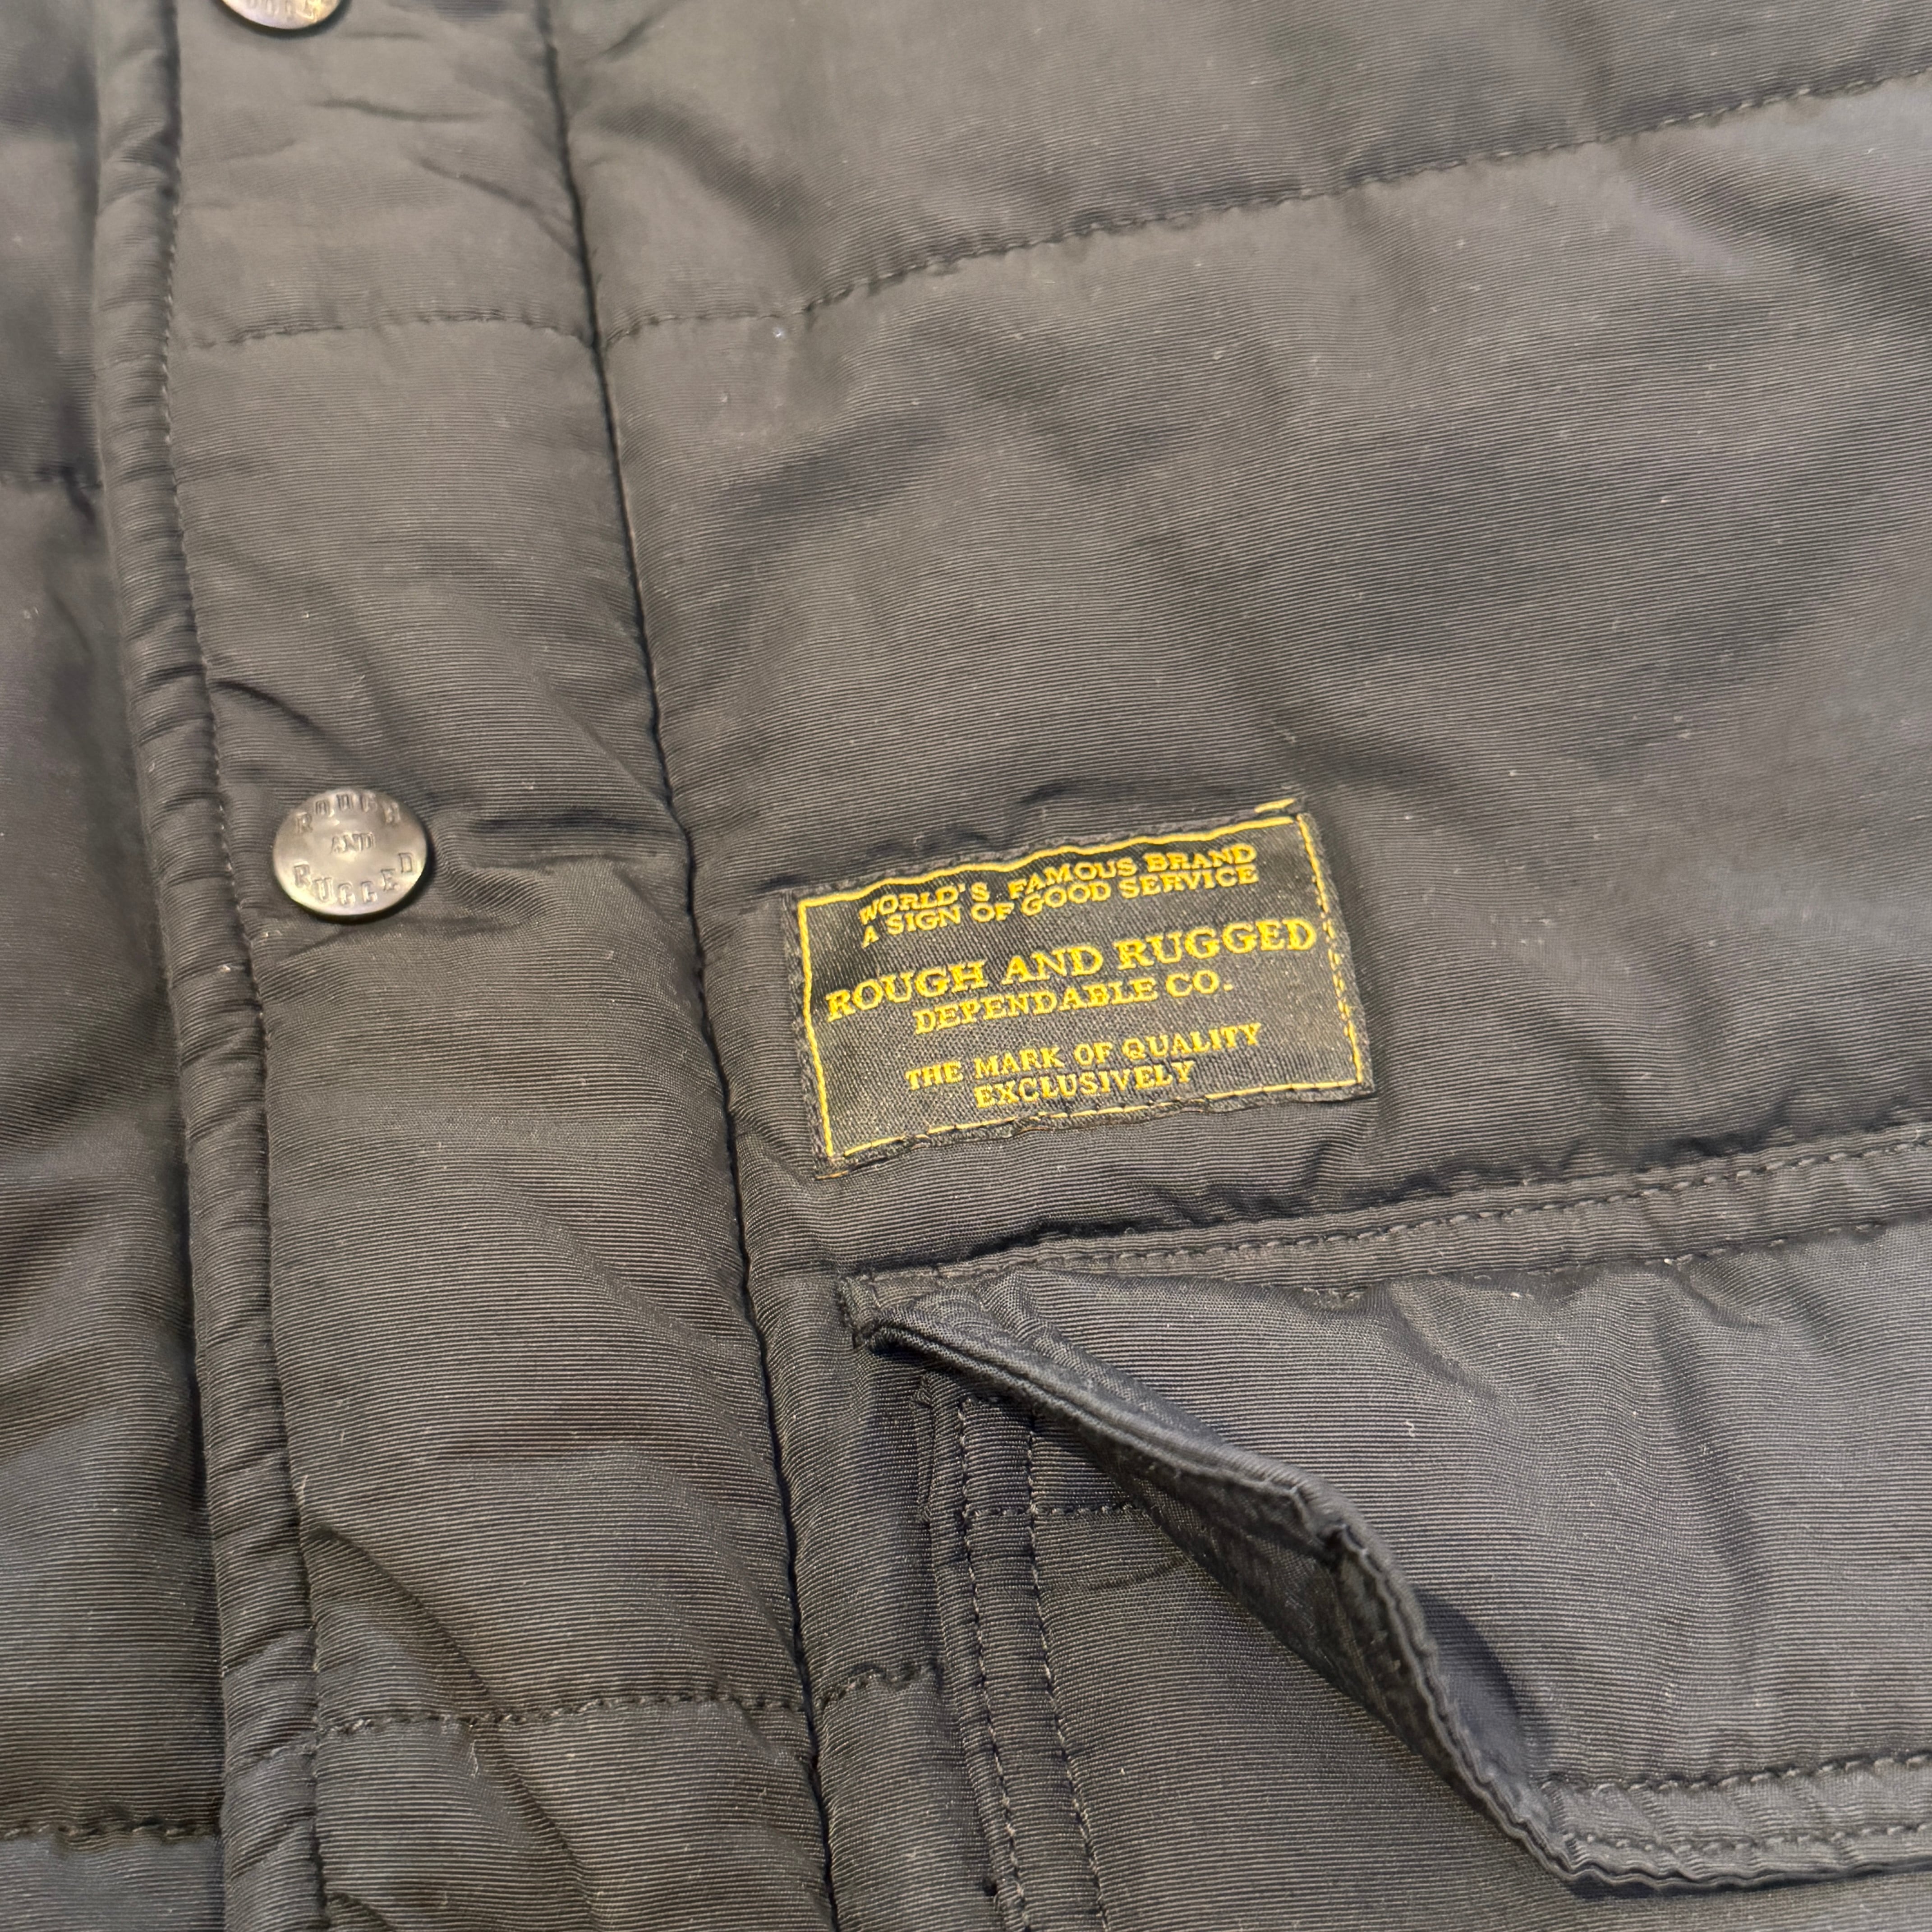 ROUGH
AND
RUGGED
WORLD'S FAMOUS BRAND
A SIGN OF GOOD SERVICE
ROUGH AND RUGGED
DEPENDABLE CO.
THE MARK OF QUALITY
EXCLUSIVELY